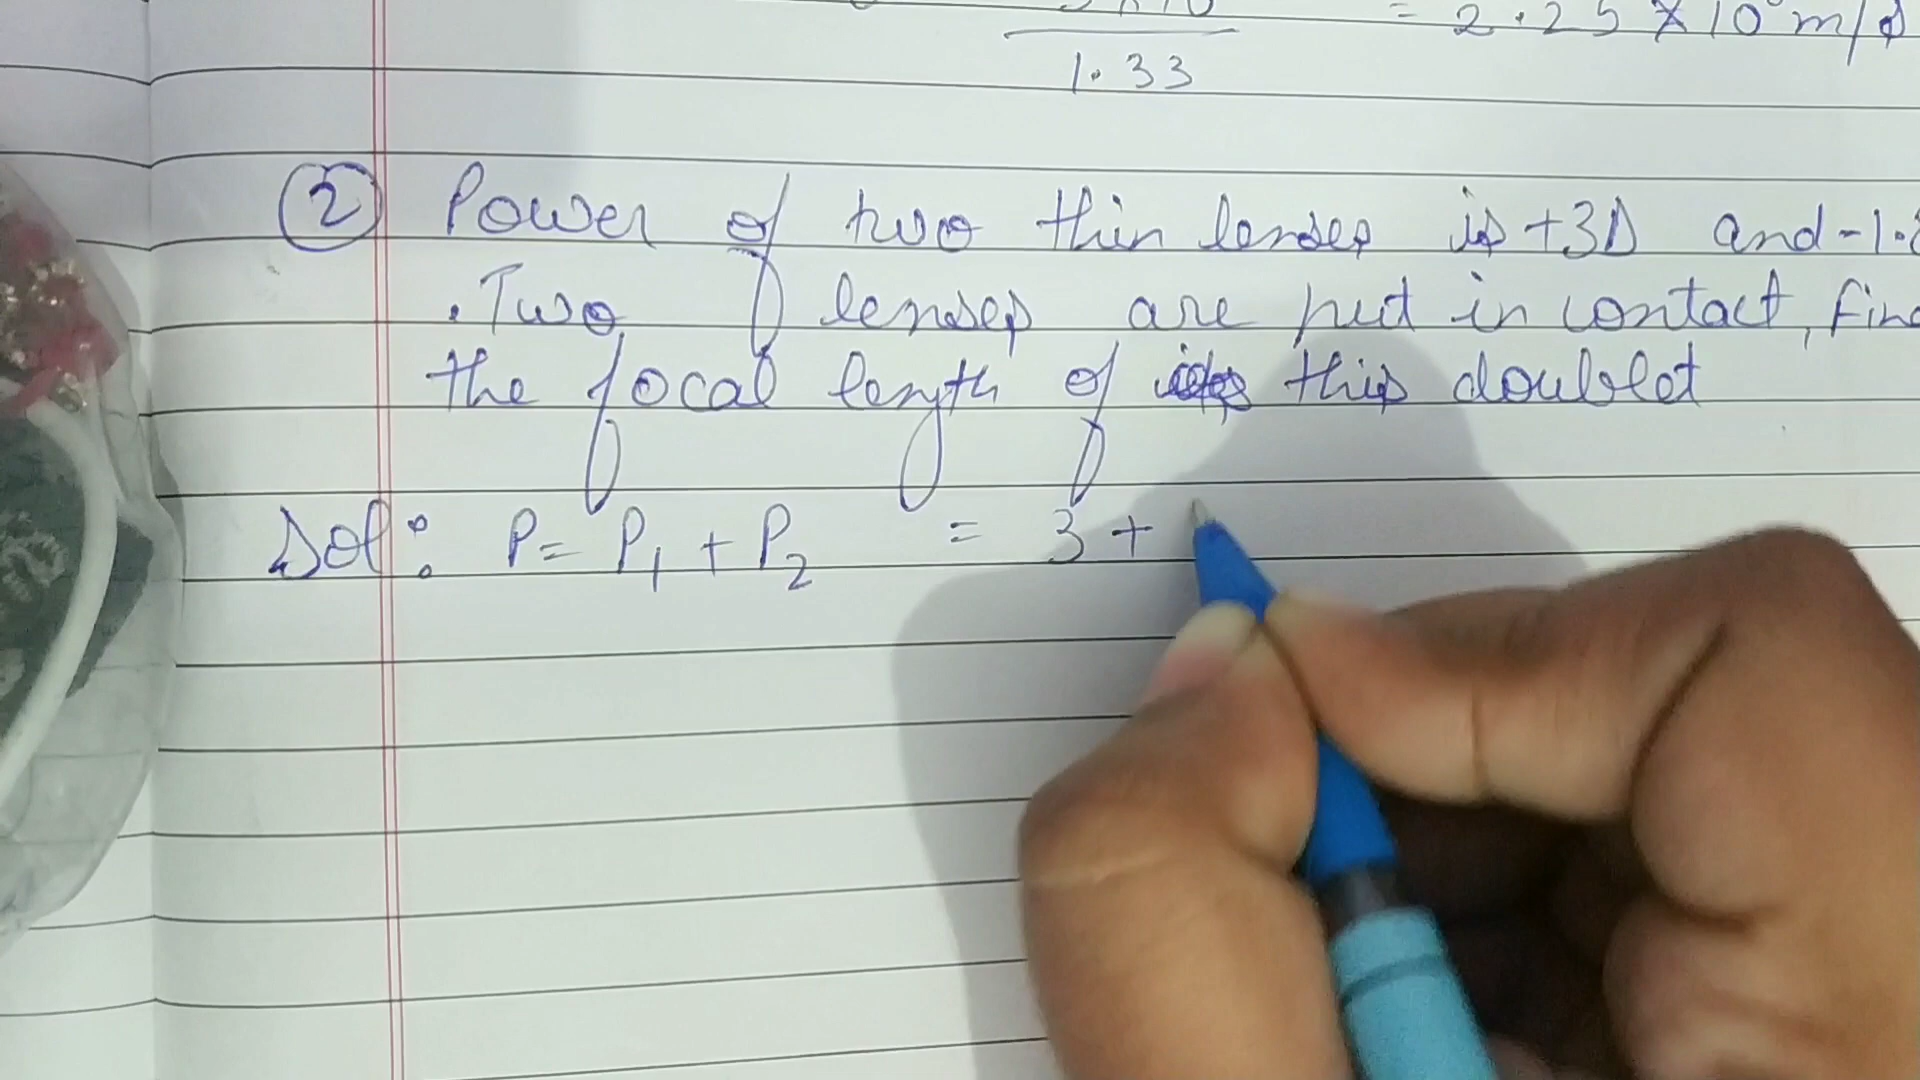 = 2.25 × 10 m/s
1.33
② Power of two thin lenses is +3D and -1.
. Two lenses are put in contact, Find
the focal length of this doublet
Sol: P = P₁ + P₂ = 3 +